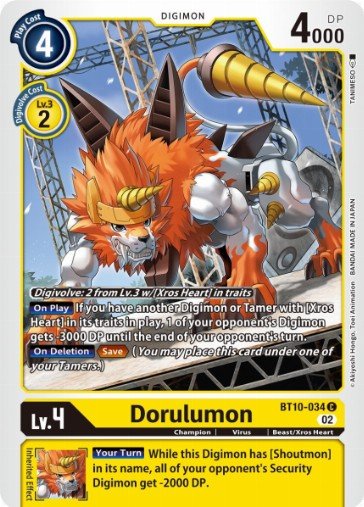 DIGIMON
Play Cost
4
DP
4000
Digivolve Cost
Lv.3
2
TANIMESO
© Akiyoshi Hongo, Toei Animation BANDAI MADE IN JAPAN
Digivolve: 2 from Lv.3 w/[Xros Heart] in traits
On Play If you have another Digimon or Tamer with [Xros
Heart] in its traits in play, 1 of your opponent's Digimon
gets -3000 DP until the end of your opponent's turn.
On Deletion Save (You may place this card under one
of your Tamers.)
BT10-034 C
Lv.4
Dorulumon
02
Champion Virus Beast/Xros Heart
Inherited Effect
Your Turn While this Digimon has [Shoutmon]
in its name, all of your opponent's Security
Digimon get -2000 DP.